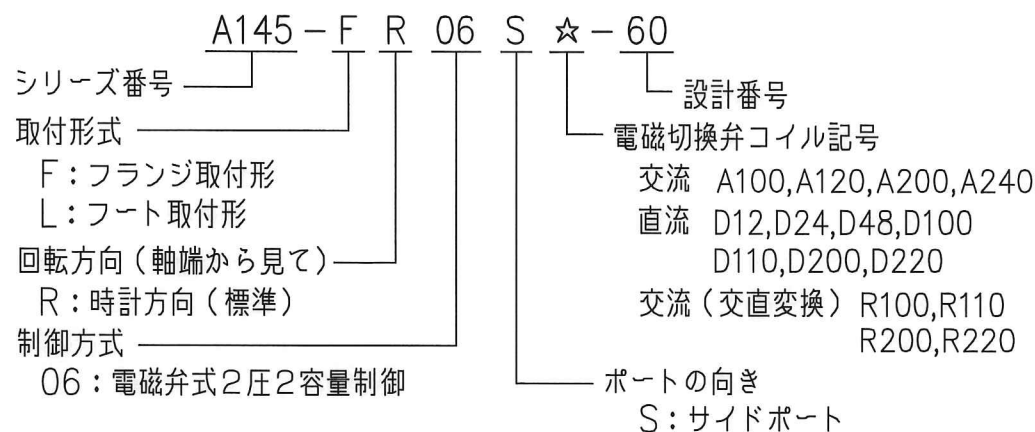 A145-FR06S☆-60
シリーズ番号
取付形式
F：フランジ取付形
L：フート取付形
回転方向（軸端から見て）
R：時計方向（標準）
制御方式
06：電磁弁式2圧2容量制御
設計番号
電磁切換弁コイル記号
交流 A100,A120,A200,A240
直流 D12,D24,D48,D100
D110,D200,D220
交流（交直変換）R100,R110
R200,R220
ポートの向き
S：サイドポート